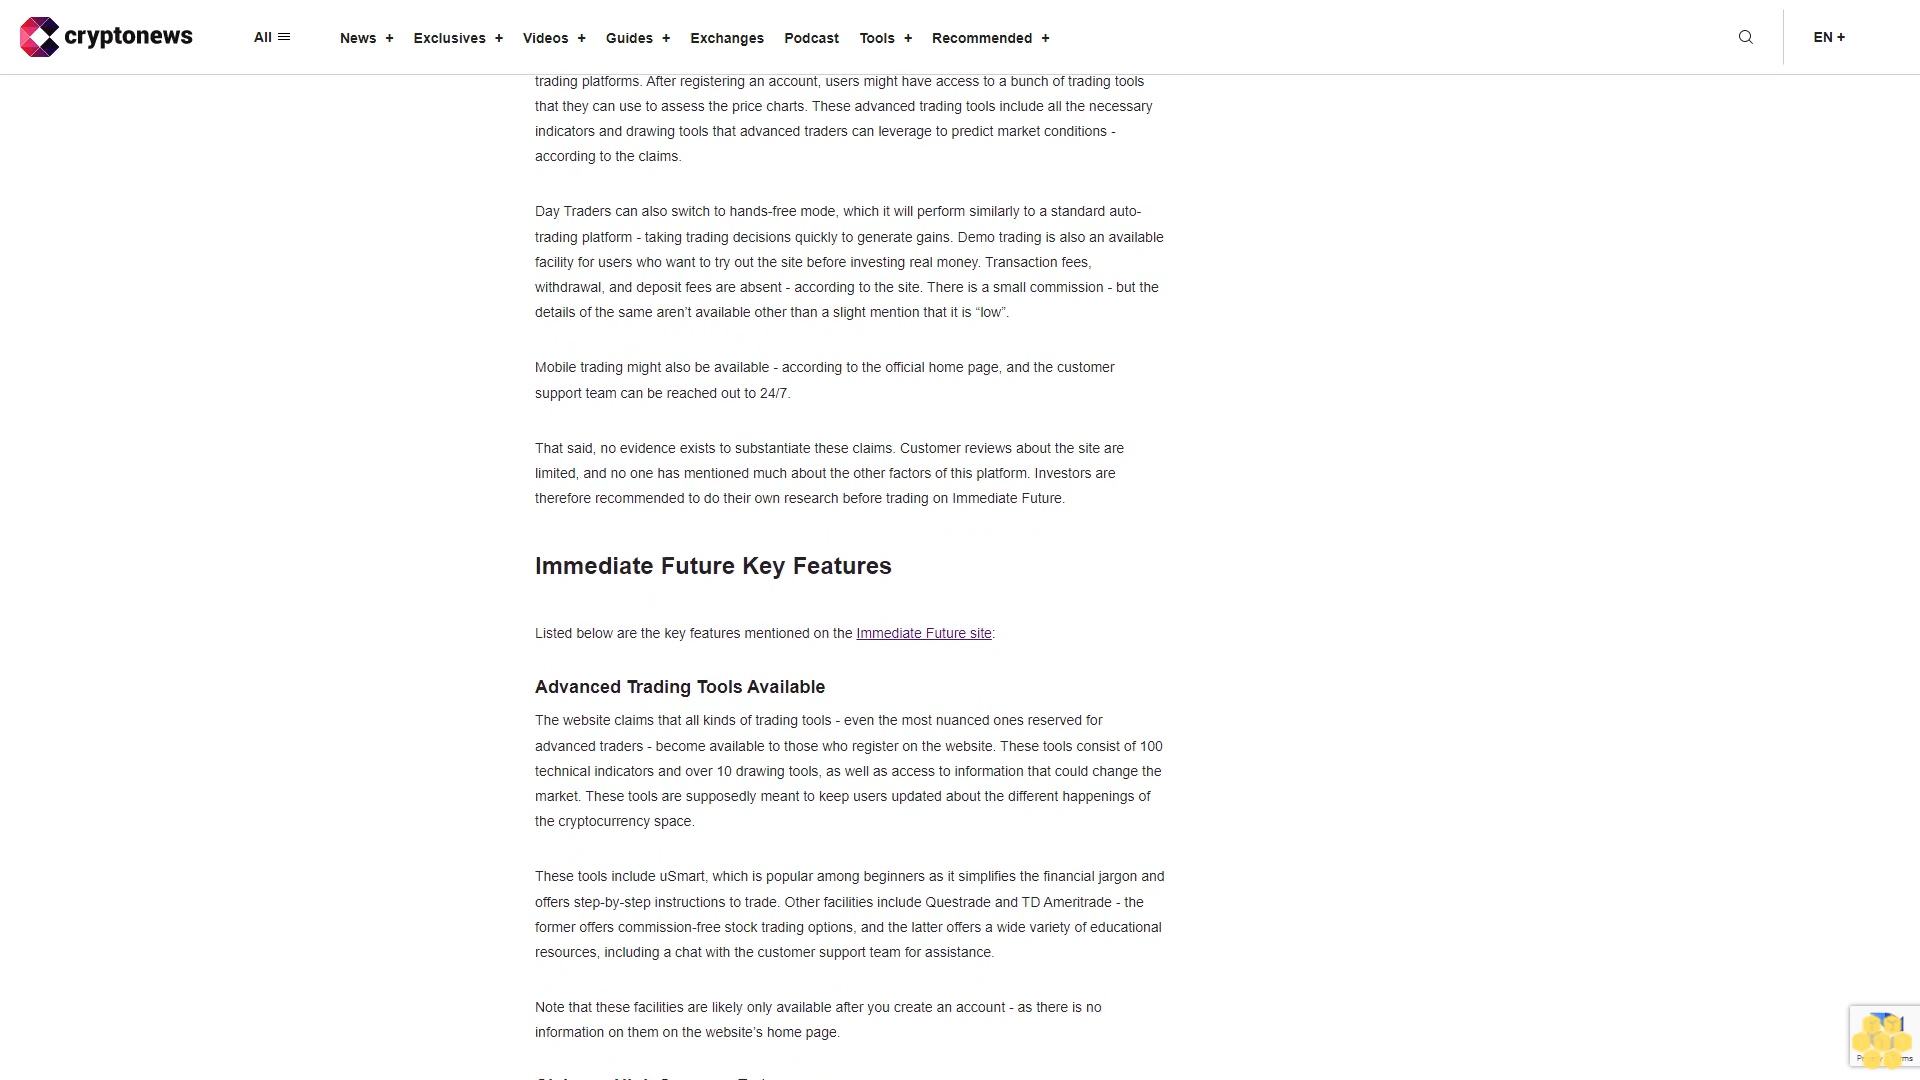 cryptonews
All
News +
Exclusives +
Videos +
Guides +
Exchanges
Podcast
Tools +
Recommended +
EN +
trading platforms. After registering an account, users might have access to a bunch of trading tools
that they can use to assess the price charts. These advanced trading tools include all the necessary
indicators and drawing tools that advanced traders can leverage to predict market conditions -
according to the claims.
Day Traders can also switch to hands-free mode, which it will perform similarly to a standard auto-
trading platform - taking trading decisions quickly to generate gains. Demo trading is also an available
facility for users who want to try out the site before investing real money. Transaction fees,
withdrawal, and deposit fees are absent - according to the site. There is a small commission - but the
details of the same aren’t available other than a slight mention that it is “low”.
Mobile trading might also be available - according to the official home page, and the customer
support team can be reached out to 24/7.
That said, no evidence exists to substantiate these claims. Customer reviews about the site are
limited, and no one has mentioned much about the other factors of this platform. Investors are
therefore recommended to do their own research before trading on Immediate Future.
Immediate Future Key Features
Listed below are the key features mentioned on the Immediate Future site:
Advanced Trading Tools Available
The website claims that all kinds of trading tools - even the most nuanced ones reserved for
advanced traders - become available to those who register on the website. These tools consist of 100
technical indicators and over 10 drawing tools, as well as access to information that could change the
market. These tools are supposedly meant to keep users updated about the different happenings of
the cryptocurrency space.
These tools include uSmart, which is popular among beginners as it simplifies the financial jargon and
offers step-by-step instructions to trade. Other facilities include Questrade and TD Ameritrade - the
former offers commission-free stock trading options, and the latter offers a wide variety of educational
resources, including a chat with the customer support team for assistance.
Note that these facilities are likely only available after you create an account - as there is no
information on them on the website’s home page.